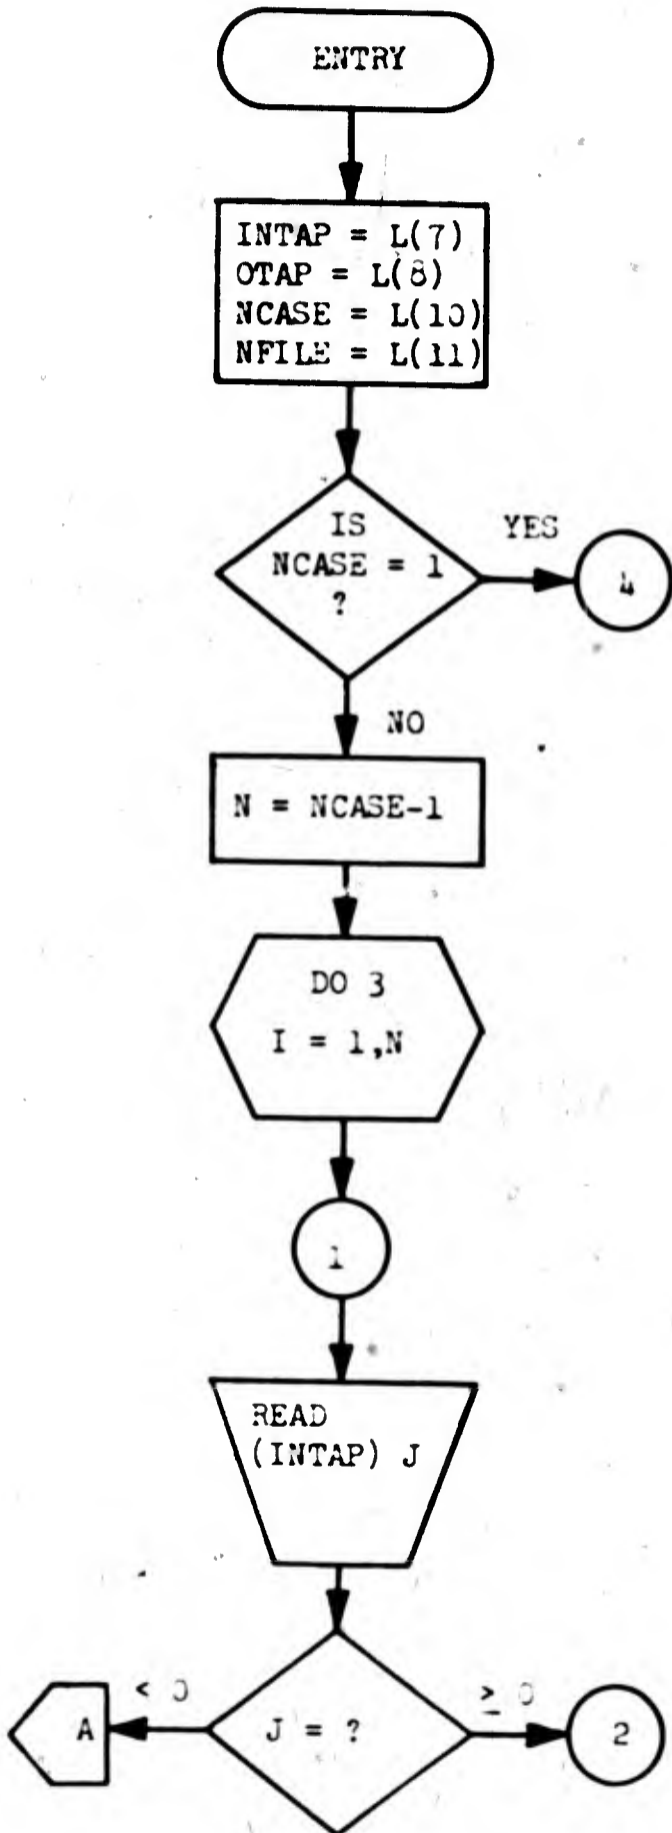 ENTRY
INTAP = L(7)
OTAP = L(8)
NCASE = L(10)
NFILE = L(11)
IS
NCASE = 1
?
YES
4
NO
N = NCASE-1
DO 3
I = 1,N
1
READ
(INTAP) J
< 0
J = ?
≥ 0
A
2